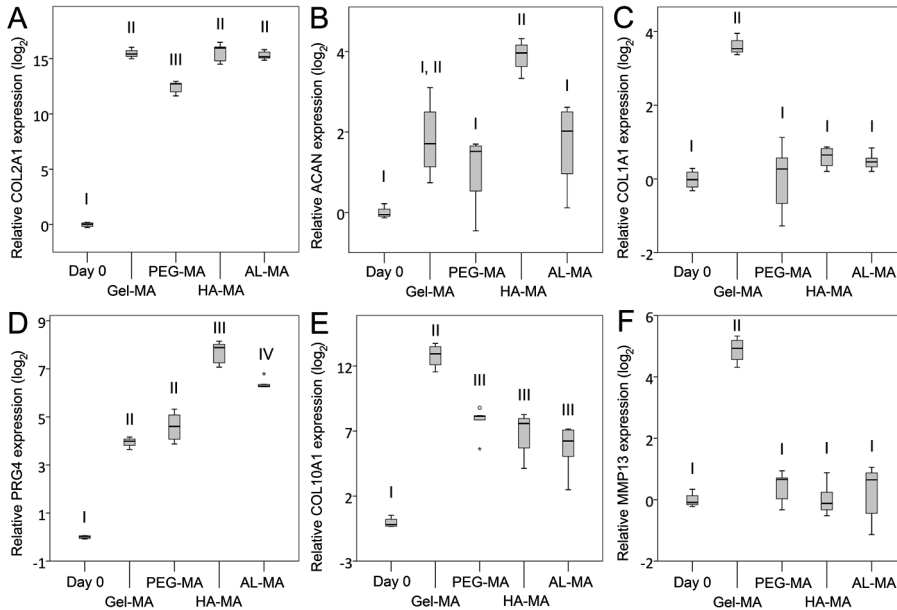 A
Relative COL2A1 expression (log2)
15
10
5
0
I
II
III
II
II
Day 0
Gel-MA
PEG-MA
HA-MA
AL-MA
B
Relative ACAN expression (log2)
4
2
0
I
I, II
I
II
I
Day 0
Gel-MA
PEG-MA
HA-MA
AL-MA
C
Relative COL1A1 expression (log2)
6
4
2
0
-2
I
II
I
I
I
Day 0
Gel-MA
PEG-MA
HA-MA
AL-MA
D
Relative PRG4 expression (log2)
9
7
5
3
1
-1
I
II
II
III
IV
Day 0
Gel-MA
PEG-MA
HA-MA
AL-MA
E
Relative COL10A1 expression (log2)
12
7
2
-3
I
II
III
III
III
Day 0
Gel-MA
PEG-MA
HA-MA
AL-MA
F
Relative MMP13 expression (log2)
6
4
2
0
-2
I
II
I
I
I
Day 0
Gel-MA
PEG-MA
HA-MA
AL-MA